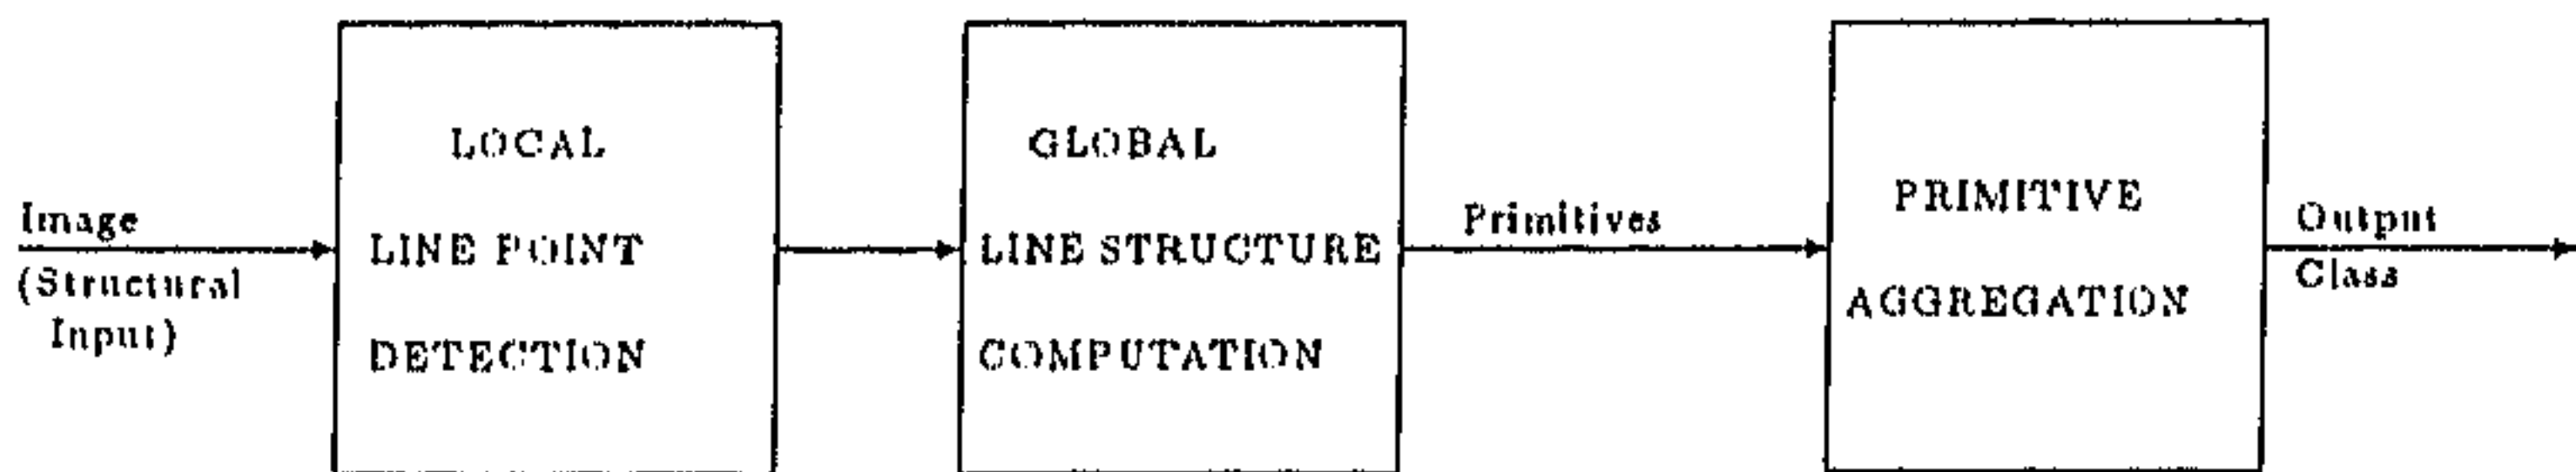 Image
(Structural
Input)
LOCAL
LINE POINT
DETECTION
GLOBAL
LINE STRUCTURE
COMPUTATION
Primitives
PRIMITIVE
AGGREGATION
Output
Class